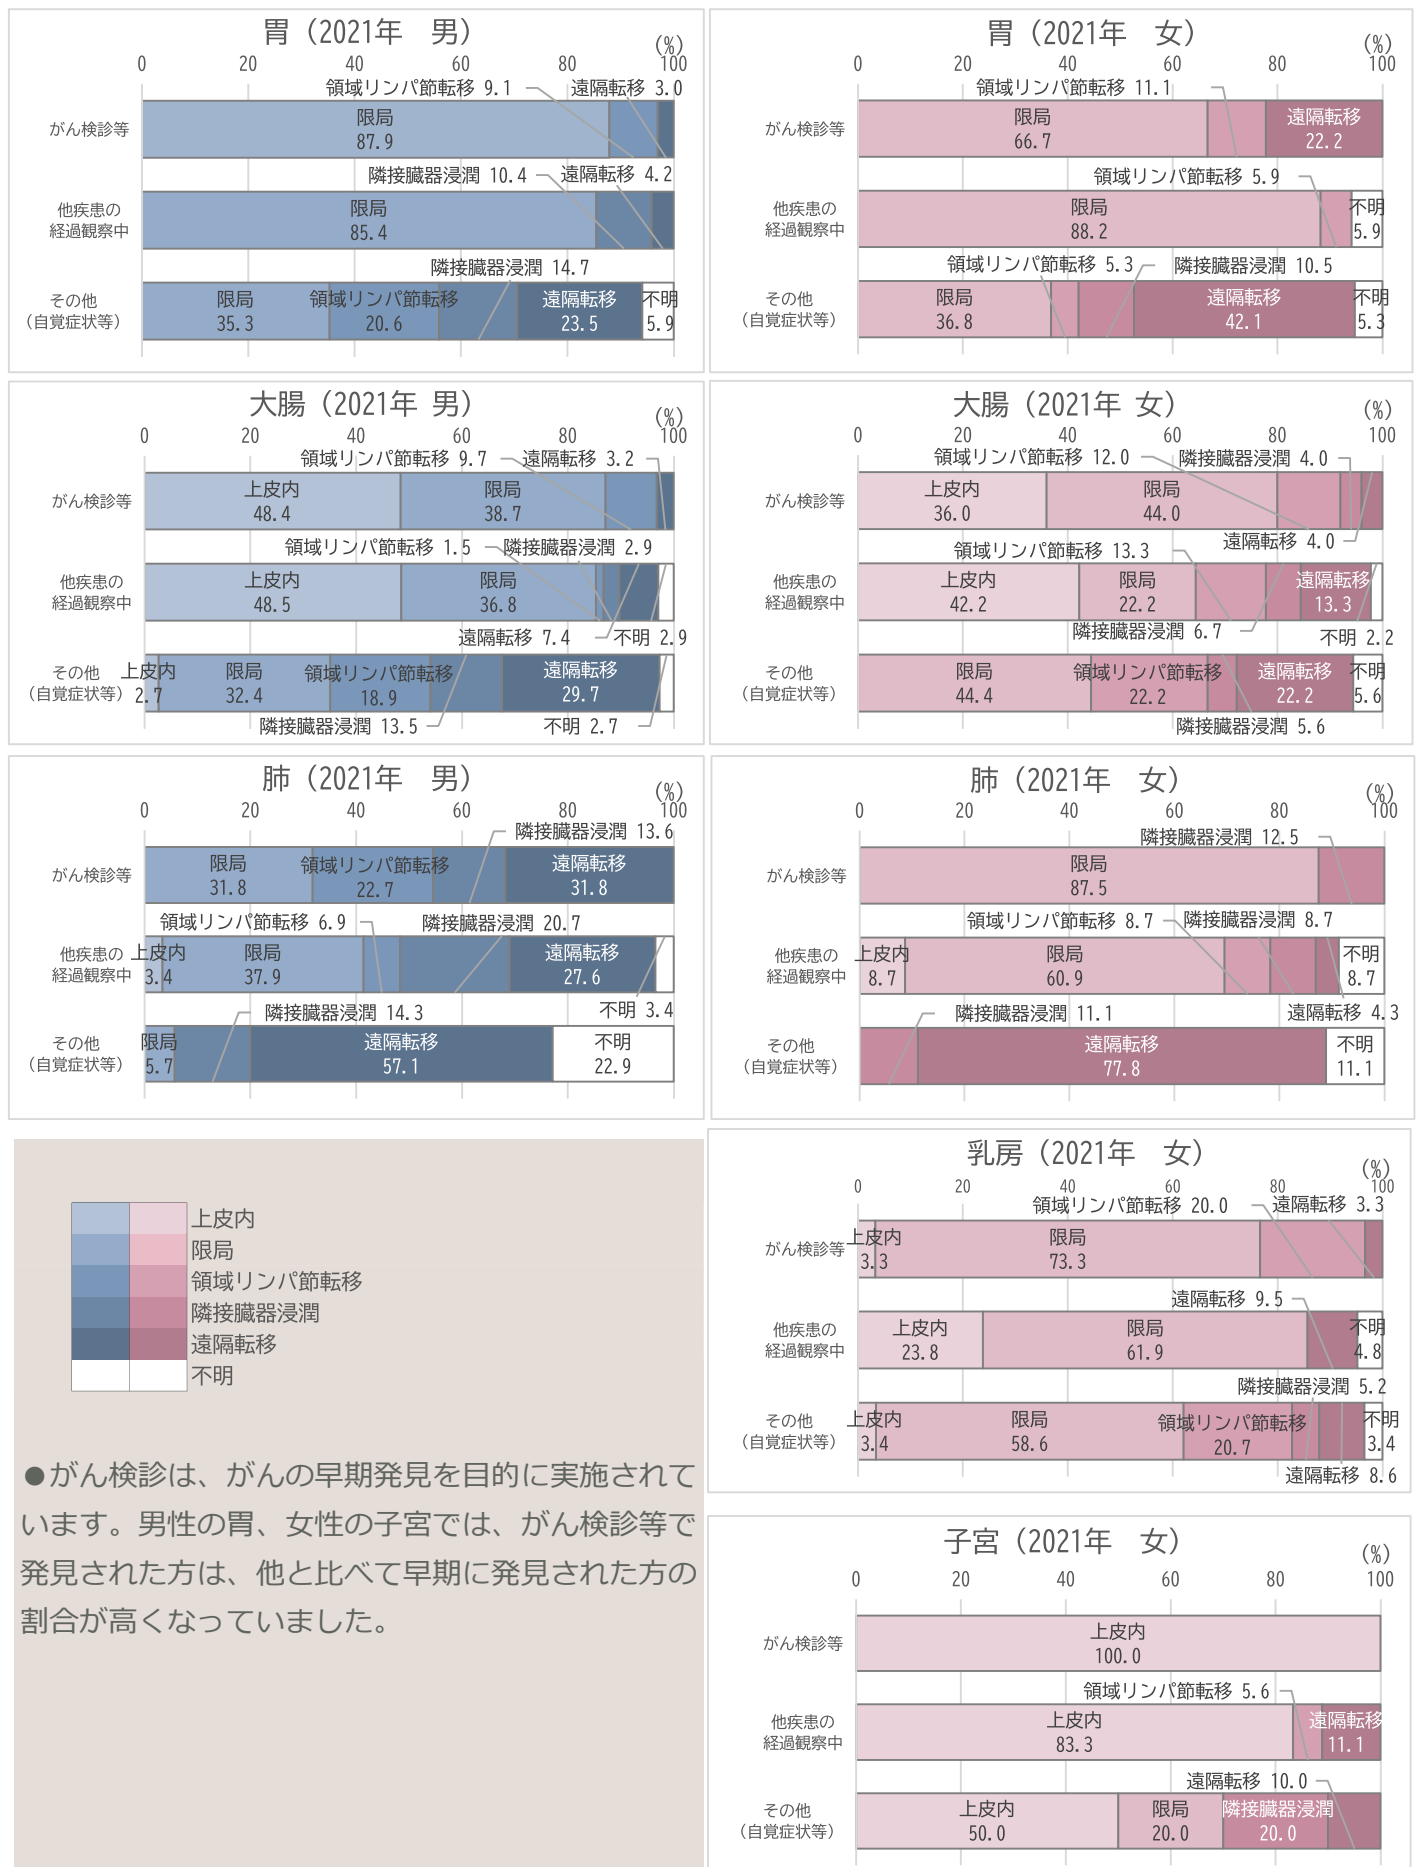 胃（2021年　男）
(%)
0 20 40 60 80 100
領域リンパ節転移 9.1 遠隔転移 3.0
がん検診等
限局
87.9
隣接臓器浸潤 10.4 遠隔転移 4.2
他疾患の
経過観察中
限局
85.4
隣接臓器浸潤 14.7
その他
（自覚症状等）
限局
35.3
領域リンパ節転移
20.6
遠隔転移
23.5
不明
5.9
胃（2021年　女）
(%)
0 20 40 60 80 100
領域リンパ節転移 11.1
がん検診等
限局
66.7
遠隔転移
22.2
領域リンパ節転移 5.9
他疾患の
経過観察中
限局
88.2
不明
5.9
領域リンパ節転移 5.3 隣接臓器浸潤 10.5
その他
（自覚症状等）
限局
36.8
遠隔転移
42.1
不明
5.3
大腸（2021年 男）
(%)
0 20 40 60 80 100
領域リンパ節転移 9.7 遠隔転移 3.2
がん検診等
上皮内
48.4
限局
38.7
領域リンパ節転移 1.5 隣接臓器浸潤 2.9
他疾患の
経過観察中
上皮内
48.5
限局
36.8
遠隔転移 7.4 不明 2.9
その他
（自覚症状等）
上皮内
2.7
限局
32.4
領域リンパ節転移
18.9
遠隔転移
29.7
隣接臓器浸潤 13.5 不明 2.7
大腸（2021年 女）
(%)
0 20 40 60 80 100
領域リンパ節転移 12.0 隣接臓器浸潤 4.0
がん検診等
上皮内
36.0
限局
44.0
遠隔転移 4.0
領域リンパ節転移 13.3
他疾患の
経過観察中
上皮内
42.2
限局
22.2
遠隔転移
13.3
隣接臓器浸潤 6.7 不明 2.2
その他
（自覚症状等）
限局
44.4
領域リンパ節転移
22.2
遠隔転移
22.2
不明
5.6
隣接臓器浸潤 5.6
肺（2021年　男）
(%)
0 20 40 60 80 100
隣接臓器浸潤 13.6
がん検診等
限局
31.8
領域リンパ節転移
22.7
遠隔転移
31.8
領域リンパ節転移 6.9 隣接臓器浸潤 20.7
他疾患の
経過観察中
上皮内
3.4
限局
37.9
遠隔転移
27.6
不明 3.4
隣接臓器浸潤 14.3
その他
（自覚症状等）
限局
5.7
遠隔転移
57.1
不明
22.9
肺（2021年　女）
(%)
0 20 40 60 80 100
隣接臓器浸潤 12.5
がん検診等
限局
87.5
領域リンパ節転移 8.7 隣接臓器浸潤 8.7
他疾患の
経過観察中
上皮内
8.7
限局
60.9
不明
8.7
遠隔転移 4.3
隣接臓器浸潤 11.1
その他
（自覚症状等）
遠隔転移
77.8
不明
11.1
上皮内
限局
領域リンパ節転移
隣接臓器浸潤
遠隔転移
不明
●がん検診は、がんの早期発見を目的に実施されて
います。男性の胃、女性の子宮では、がん検診等で
発見された方は、他と比べて早期に発見された方の
割合が高くなっていました。
乳房（2021年　女）
(%)
0 20 40 60 80 100
領域リンパ節転移 20.0 遠隔転移 3.3
がん検診等
上皮内
3.3
限局
73.3
遠隔転移 9.5
他疾患の
経過観察中
上皮内
23.8
限局
61.9
不明
4.8
隣接臓器浸潤 5.2
その他
（自覚症状等）
上皮内
3.4
限局
58.6
領域リンパ節転移
20.7
不明
3.4
遠隔転移 8.6
子宮（2021年　女）
(%)
0 20 40 60 80 100
がん検診等
上皮内
100.0
領域リンパ節転移 5.6
他疾患の
経過観察中
上皮内
83.3
遠隔転移
11.1
遠隔転移 10.0
その他
（自覚症状等）
上皮内
50.0
限局
20.0
隣接臓器浸潤
20.0